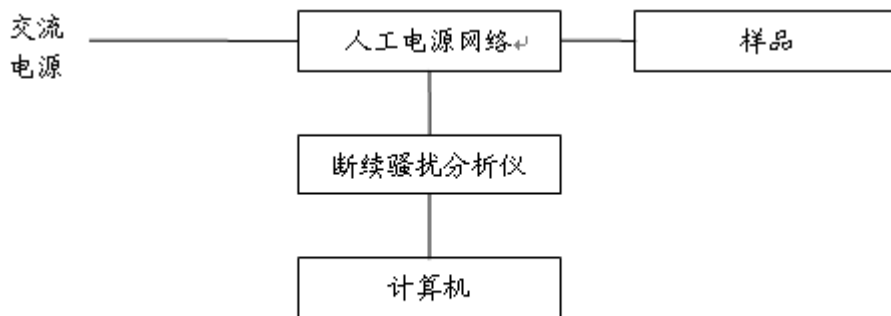 交流
电源
人工电源网络↵
样品
断续骚扰分析仪
计算机